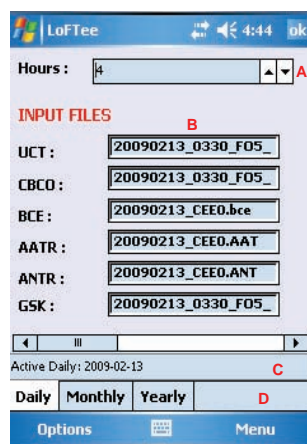 LoFTee 4:44 ok
Hours : 4 A
INPUT FILES
B
UCT : 20090213_0330_FO5_
CBCO : 20090213_0330_FO5_
BCE : 20090213_CEE0.bce
AATR : 20090213_CEE0.AAT
ANTR : 20090213_CEE0.ANT
GSK : 20090213_0330_FO5_
Active Daily: 2009-02-13 C
Daily Monthly Yearly D
Options Menu